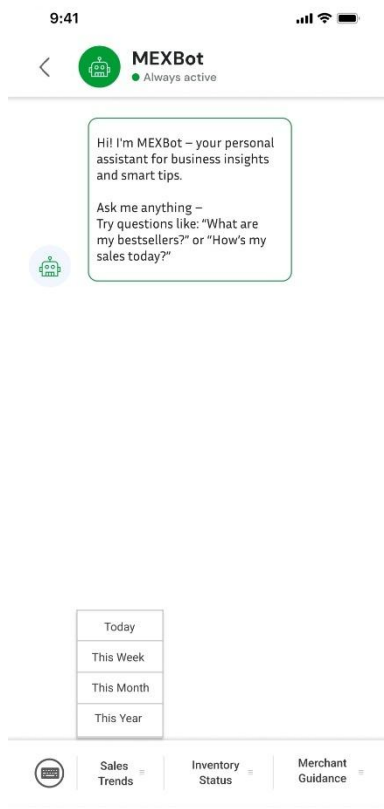 9:41
MEXBot
Always active
Hi! I'm MEXBot – your personal
assistant for business insights
and smart tips.
Ask me anything –
Try questions like: “What are
my bestsellers?” or “How's my
sales today?”
Today
This Week
This Month
This Year
Sales
Trends
Inventory
Status
Merchant
Guidance